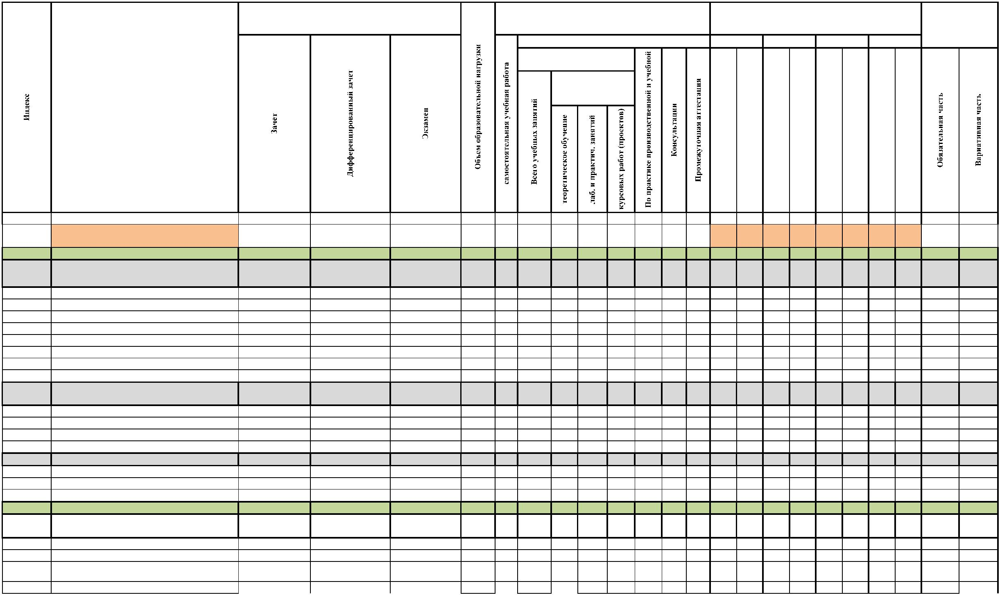 Индекс
Зачет
Дифференцированный зачет
Экзамен
Объем образовательной нагрузки
самостоятельная учебная работа
Всего учебных занятий
теоретическое обучение
лаб. и практич. занятий
курсовых работ (проектов)
По практике производственной и учебной
Консультации
Промежуточная аттестация
Обязательная часть
Вариативная часть